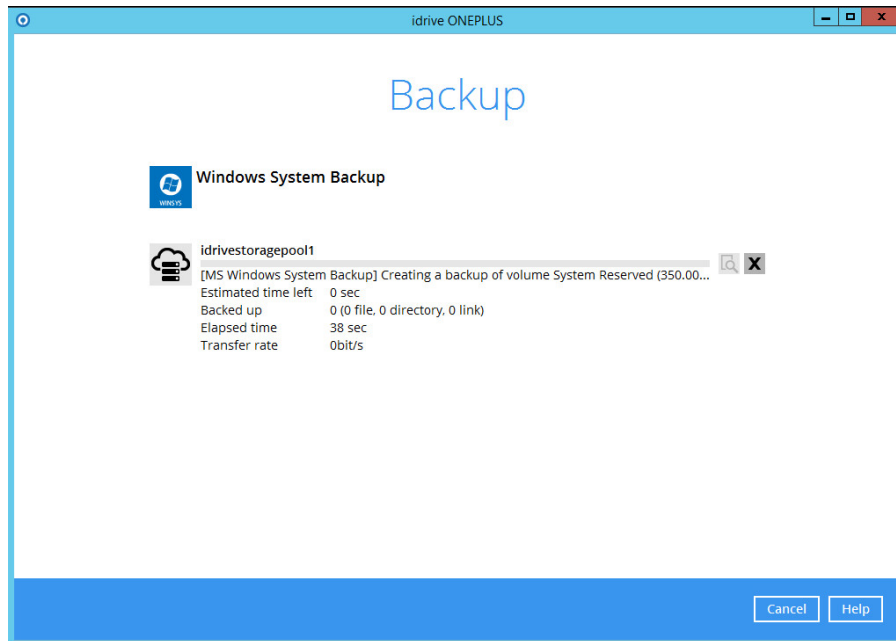 idrive ONEPLUS
Backup
WINSYS
Windows System Backup
idrivestoragepool1
[MS Windows System Backup] Creating a backup of volume System Reserved (350.00...
Estimated time left 0 sec
Backed up 0 (0 file, 0 directory, 0 link)
Elapsed time 38 sec
Transfer rate 0bit/s
Cancel Help